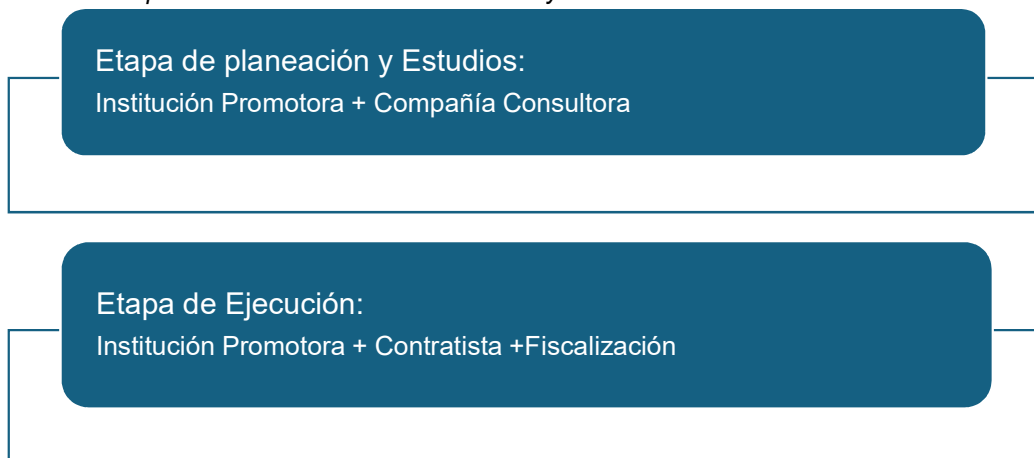 Etapa de planeación y Estudios:
Institución Promotora + Compañía Consultora
Etapa de Ejecución:
Institución Promotora + Contratista +Fiscalización